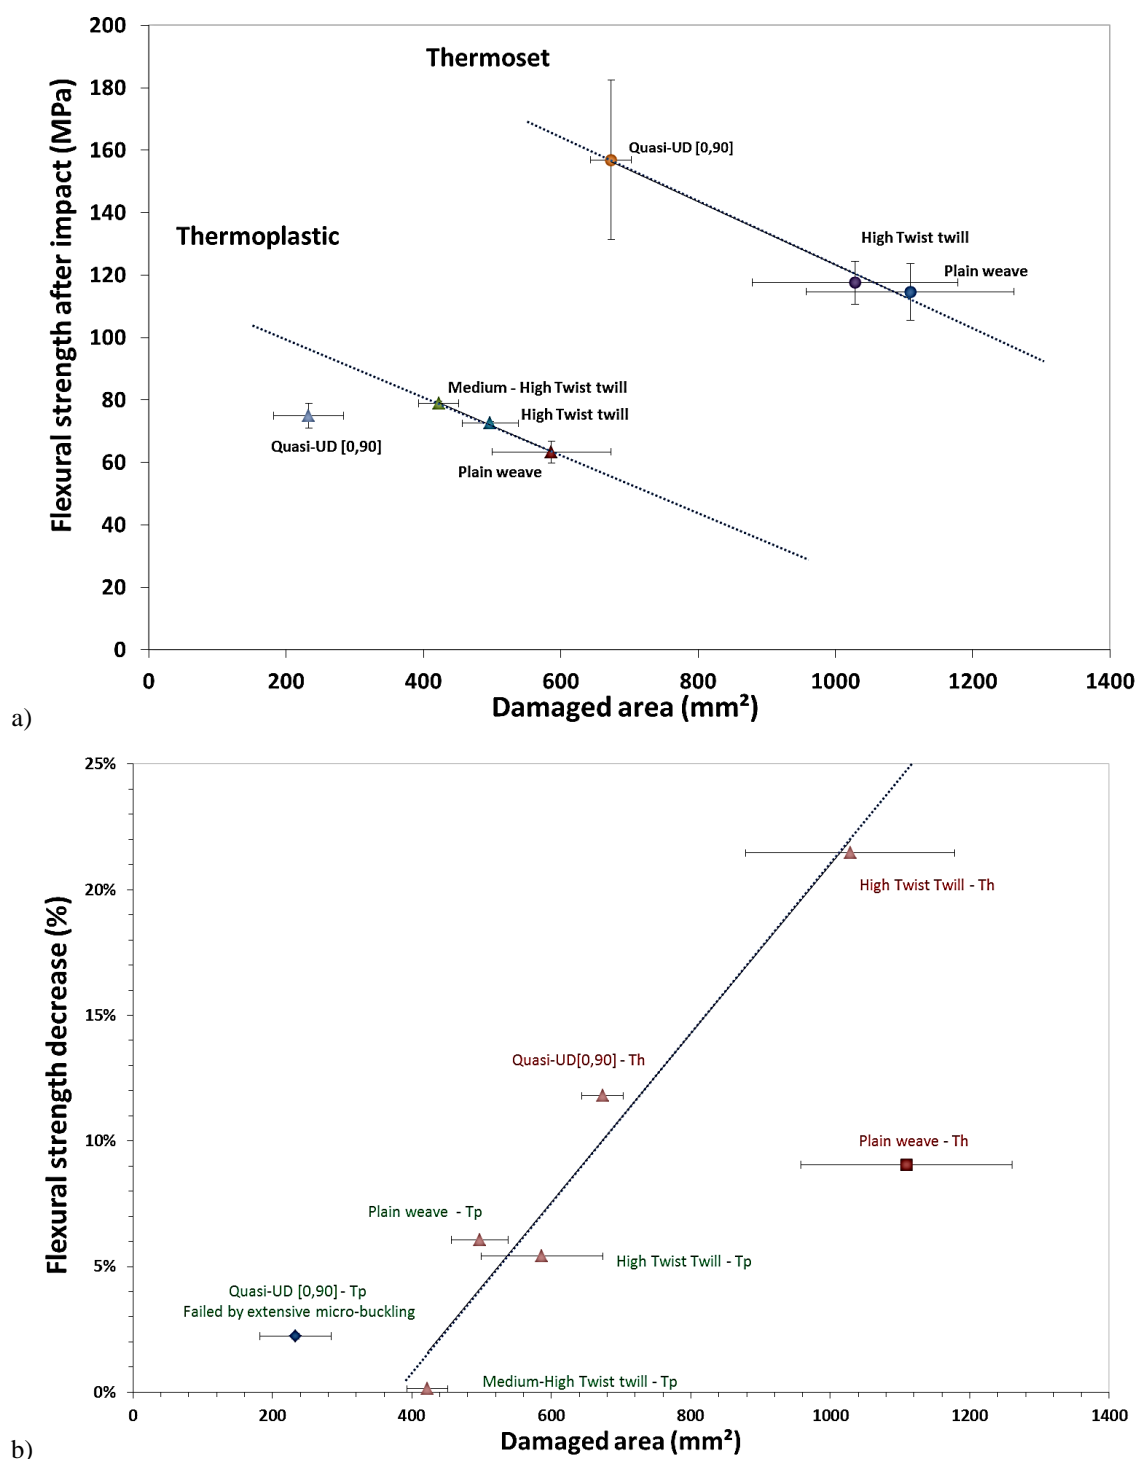 200
180
160
140
120
100
80
60
40
20
0
Flexural strength after impact (MPa)
Thermoset
Quasi-UD [0,90]
Thermoplastic
High Twist twill
Plain weave
Medium - High Twist twill
High Twist twill
Quasi-UD [0,90]
Plain weave
0 200 400 600 800 1000 1200 1400
Damaged area (mm²)
a)
25%
20%
15%
10%
5%
0%
Flexural strength decrease (%)
High Twist Twill - Th
Quasi-UD[0,90] - Th
Plain weave - Th
Plain weave - Tp
High Twist Twill - Tp
Quasi-UD [0,90] - Tp
Failed by extensive micro-buckling
Medium-High Twist twill - Tp
0 200 400 600 800 1000 1200 1400
Damaged area (mm²)
b)